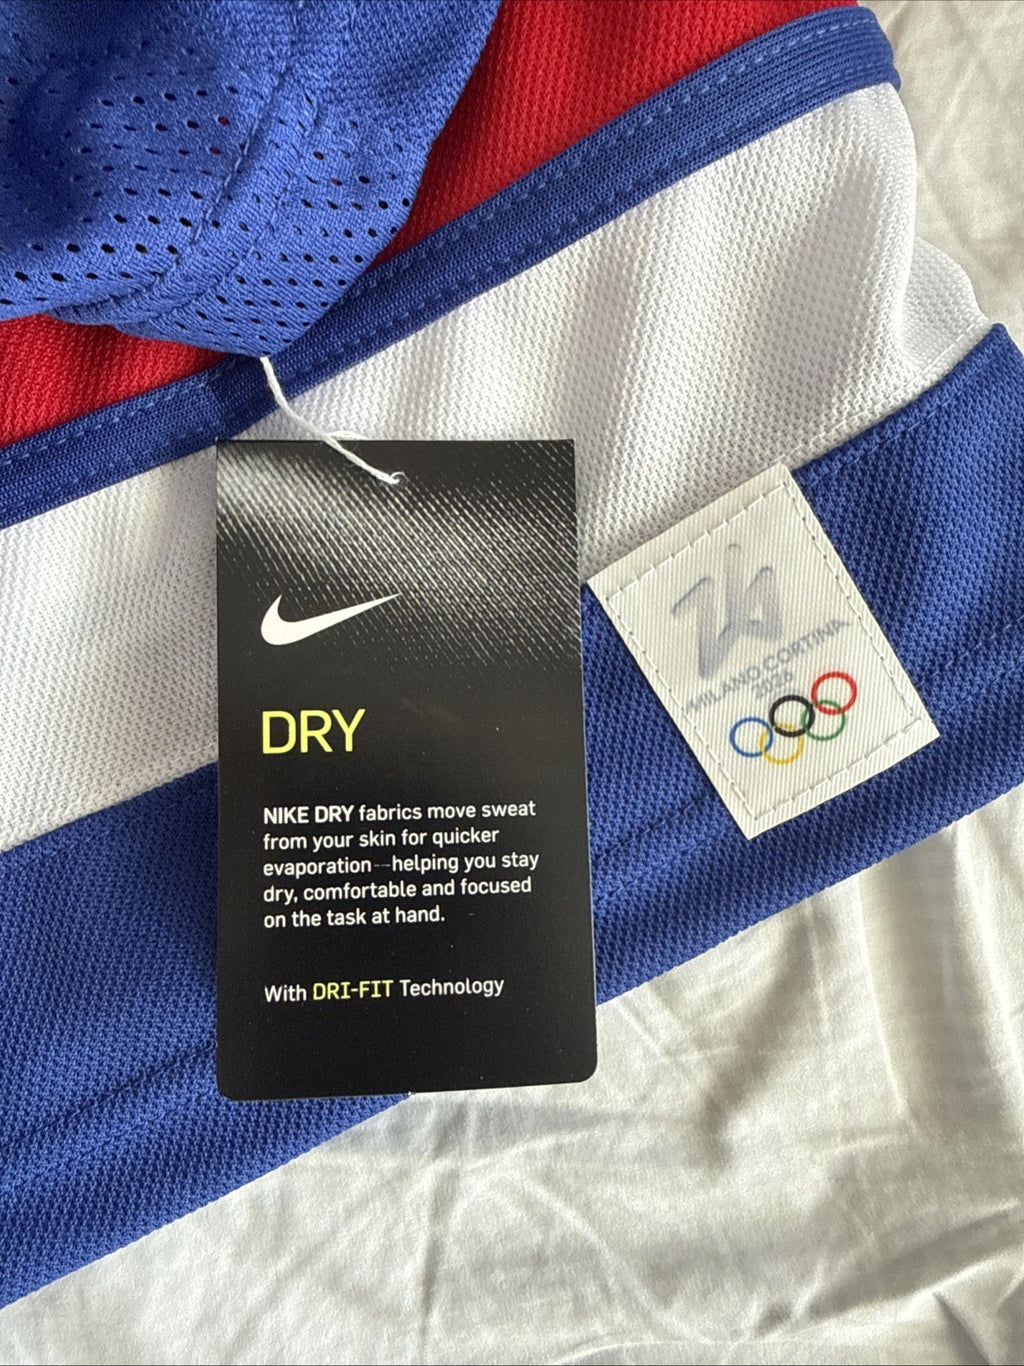 DRY
NIKE DRY fabrics move sweat
from your skin for quicker
evaporation--helping you stay
dry, comfortable and focused
on the task at hand.
With DRI-FIT Technology
26
MILANO CORTINA
2026